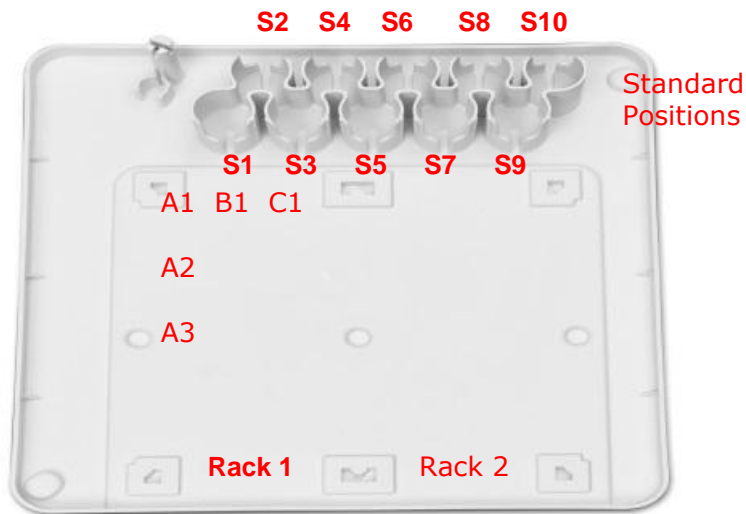 S2 S4 S6 S8 S10
Standard
Positions
S1 S3 S5 S7 S9
A1 B1 C1
A2
A3
Rack 1 Rack 2